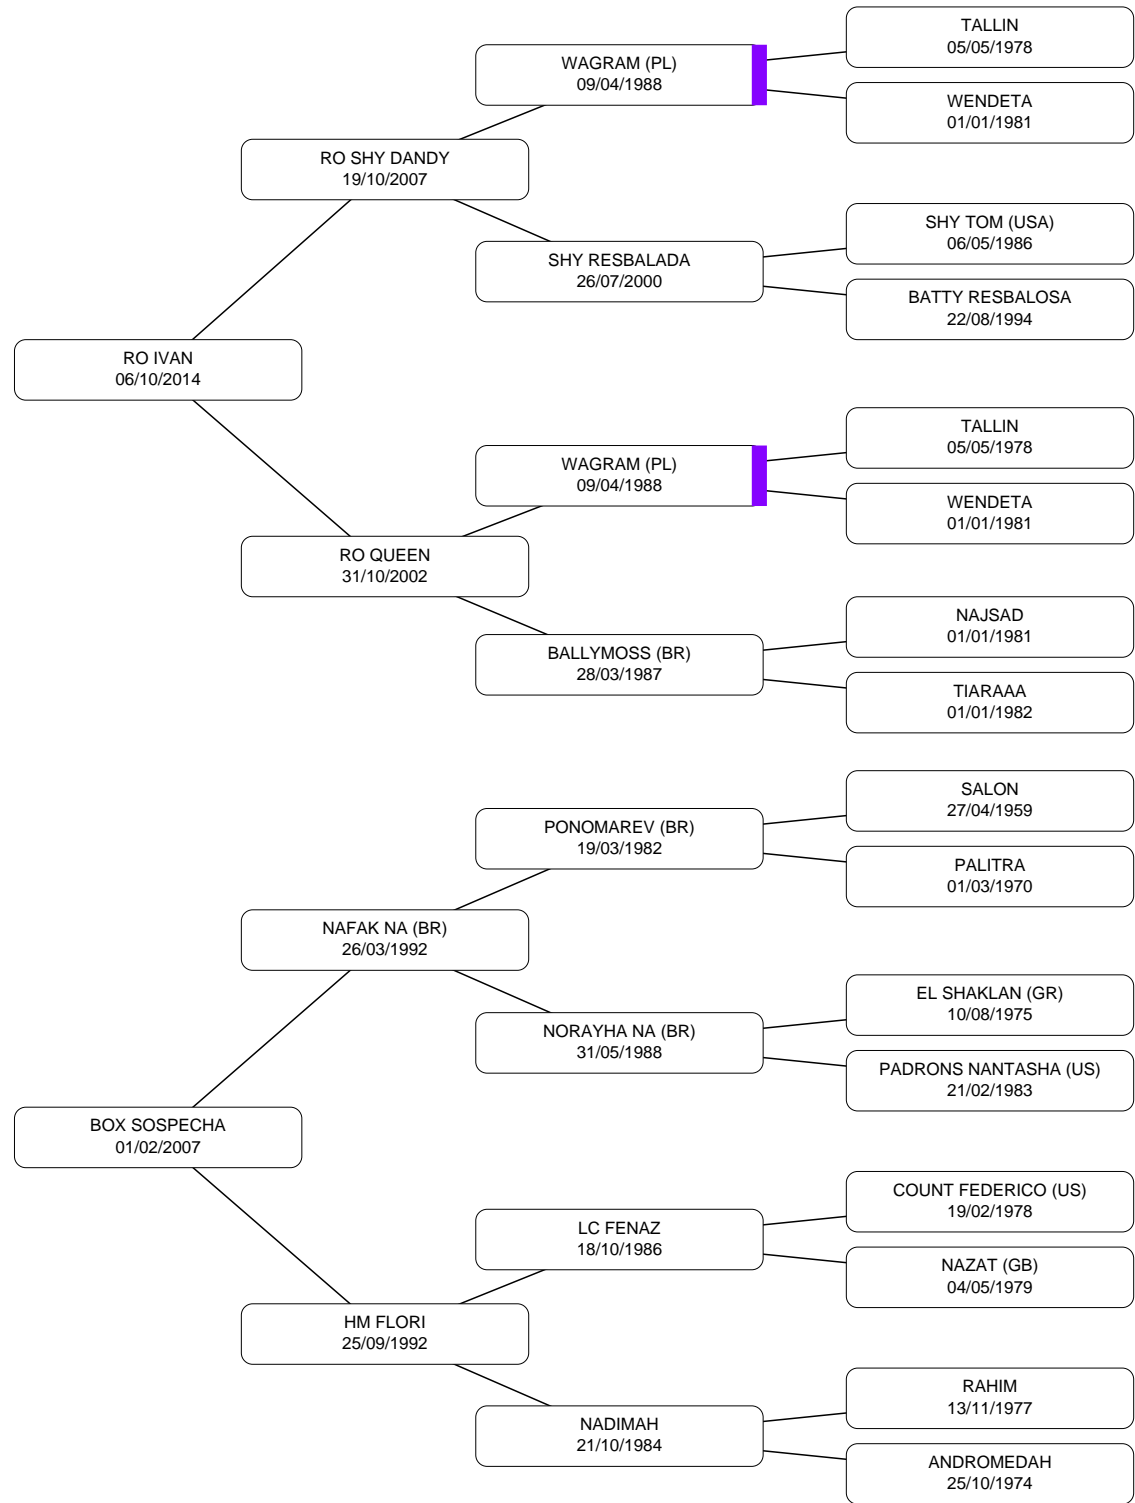 TALLIN
05/05/1978
WAGRAM (PL)
09/04/1988
WENDETA
01/01/1981
RO SHY DANDY
19/10/2007
SHY TOM (USA)
06/05/1986
SHY RESBALADA
26/07/2000
BATTY RESBALOSA
22/08/1994
RO IVAN
06/10/2014
TALLIN
05/05/1978
WAGRAM (PL)
09/04/1988
WENDETA
01/01/1981
RO QUEEN
31/10/2002
NAJSAD
01/01/1981
BALLYMOSS (BR)
28/03/1987
TIARAAA
01/01/1982
SALON
27/04/1959
PONOMAREV (BR)
19/03/1982
PALITRA
01/03/1970
NAFAK NA (BR)
26/03/1992
EL SHAKLAN (GR)
10/08/1975
NORAYHA NA (BR)
31/05/1988
PADRONS NANTASHA (US)
21/02/1983
BOX SOSPECHA
01/02/2007
COUNT FEDERICO (US)
19/02/1978
LC FENAZ
18/10/1986
NAZAT (GB)
04/05/1979
HM FLORI
25/09/1992
RAHIM
13/11/1977
NADIMAH
21/10/1984
ANDROMEDAH
25/10/1974